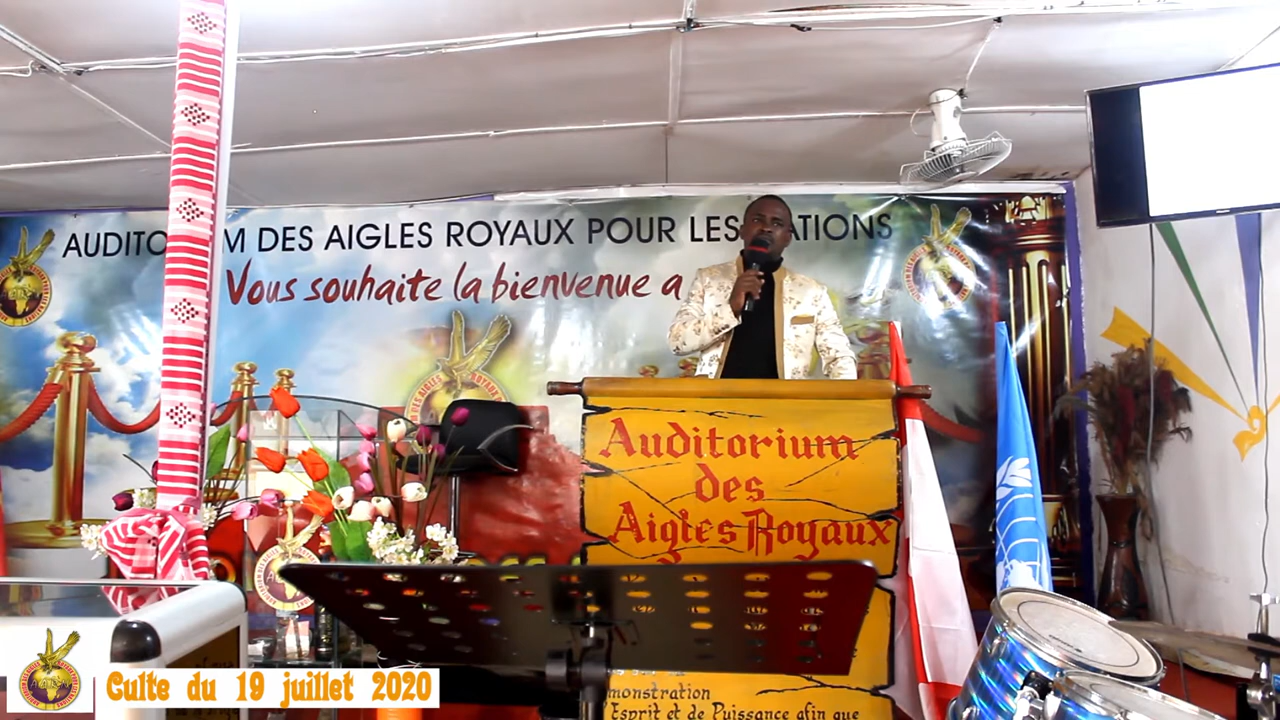 AUDITO M DES AIGLES ROYAUX POUR LES ATIONS
Vous souhaite la bienvenue a
Auditorium
des
Aigles Royaux
monstration
Esprit et de Puissance afin que
Culte du 19 juillet 2020